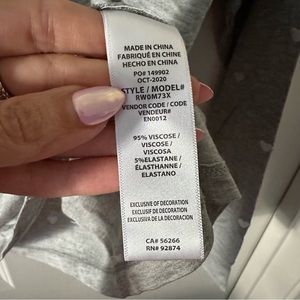 MADE IN CHINA
FABRIQUÉ EN CHINE
HECHO EN CHINA
PO# 149902
OCT-2020
STYLE / MODEL#
RW0M73X
VENDOR CODE / CODE
VENDEUR#
EN0012
95% VISCOSE /
VISCOSE /
VISCOSA
5%ELASTANE /
ÉLASTHANNE /
ELASTANO
EXCLUSIVE OF DECORATION
EXCLUSIF DE DECORATION
EXCLUSIVA DE LA DECORACION
CA# 56266
RN# 92874